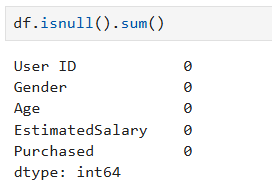 df.isnull().sum()
User ID 0
Gender 0
Age 0
EstimatedSalary 0
Purchased 0
dtype: int64